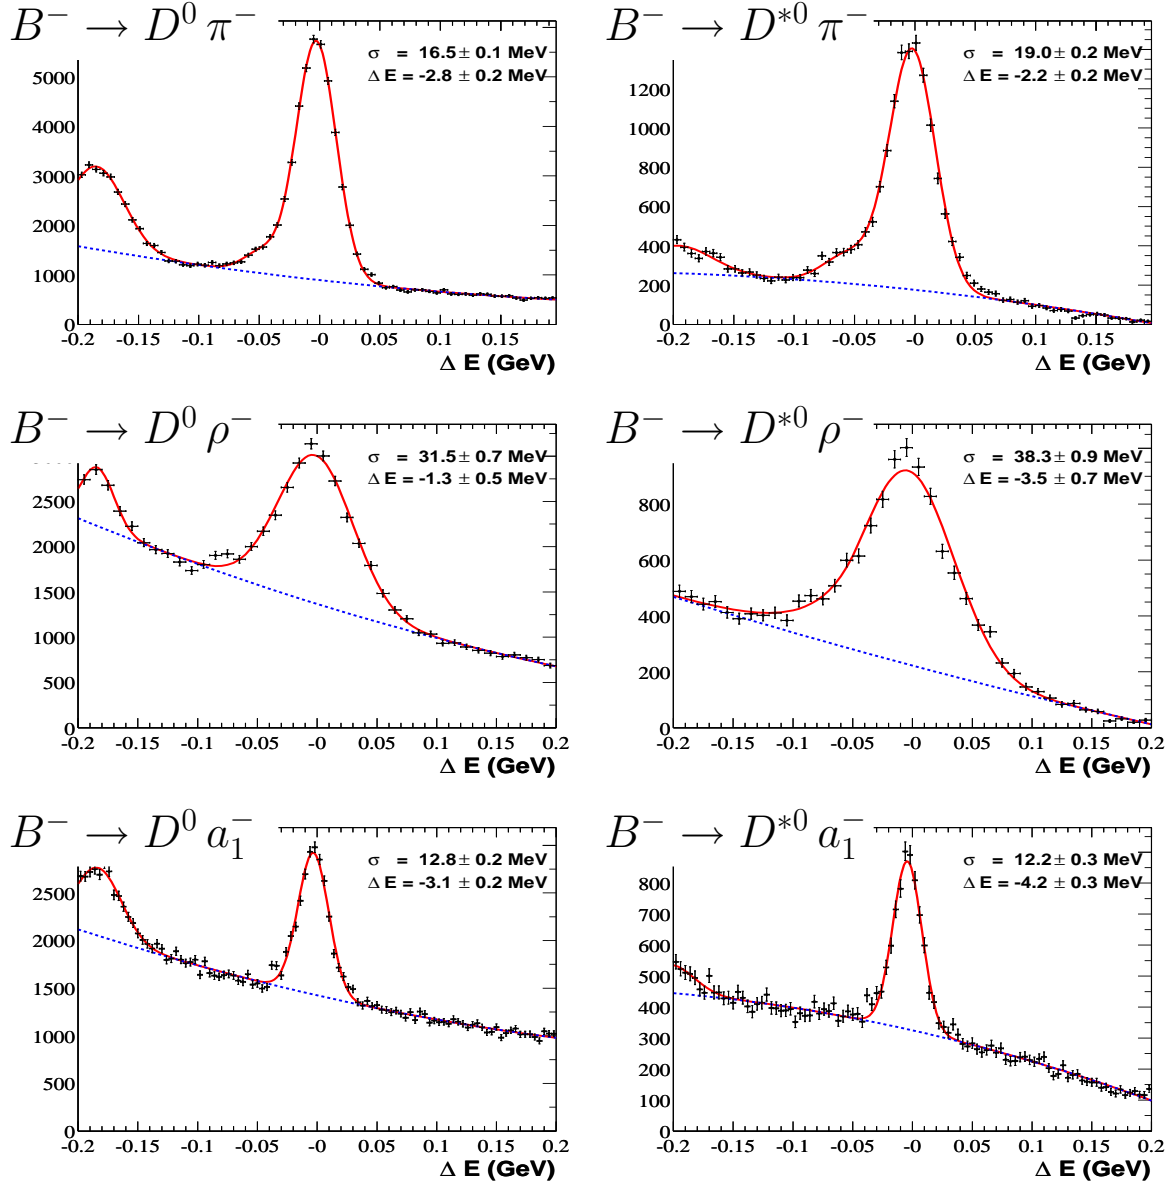 B⁻ → D⁰ π⁻
σ = 16.5 ± 0.1 MeV
Δ E = -2.8 ± 0.2 MeV
5000
4000
3000
2000
1000
0
-0.2 -0.15 -0.1 -0.05 -0 0.05 0.1 0.15
Δ E (GeV)
B⁻ → D*⁰ π⁻
σ = 19.0 ± 0.2 MeV
Δ E = -2.2 ± 0.2 MeV
1200
1000
800
600
400
200
0
-0.2 -0.15 -0.1 -0.05 -0 0.05 0.1 0.15
Δ E (GeV)
B⁻ → D⁰ ρ⁻
σ = 31.5 ± 0.7 MeV
Δ E = -1.3 ± 0.5 MeV
2500
2000
1500
1000
500
0
-0.2 -0.15 -0.1 -0.05 -0 0.05 0.1 0.15 0.2
Δ E (GeV)
B⁻ → D*⁰ ρ⁻
σ = 38.3 ± 0.9 MeV
Δ E = -3.5 ± 0.7 MeV
800
600
400
200
0
-0.2 -0.15 -0.1 -0.05 -0 0.05 0.1 0.15 0.2
Δ E (GeV)
B⁻ → D⁰ a₁⁻
σ = 12.8 ± 0.2 MeV
Δ E = -3.1 ± 0.2 MeV
2500
2000
1500
1000
500
0
-0.2 -0.15 -0.1 -0.05 -0 0.05 0.1 0.15 0.2
Δ E (GeV)
B⁻ → D*⁰ a₁⁻
σ = 12.2 ± 0.3 MeV
Δ E = -4.2 ± 0.3 MeV
800
700
600
500
400
300
200
100
0
-0.2 -0.15 -0.1 -0.05 -0 0.05 0.1 0.15 0.2
Δ E (GeV)